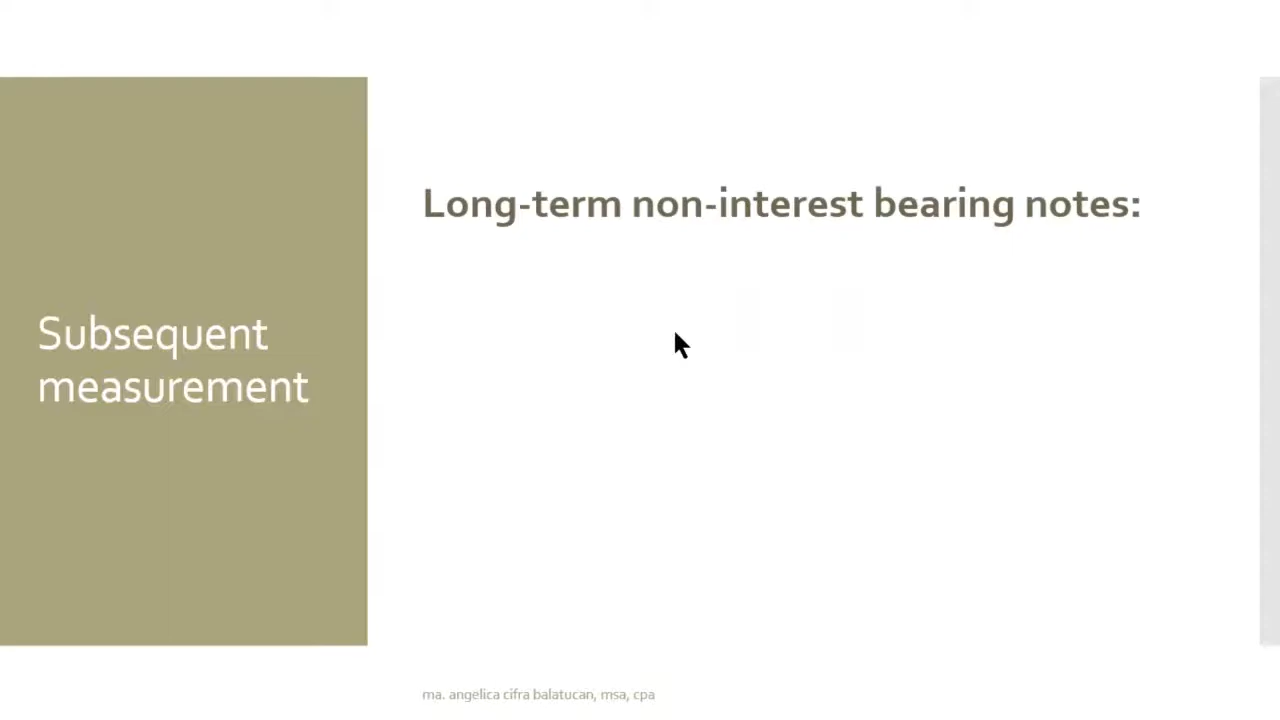 Subsequent
measurement
Long-term non-interest bearing notes:
ma. angelica cifra balatucan, msa, cpa